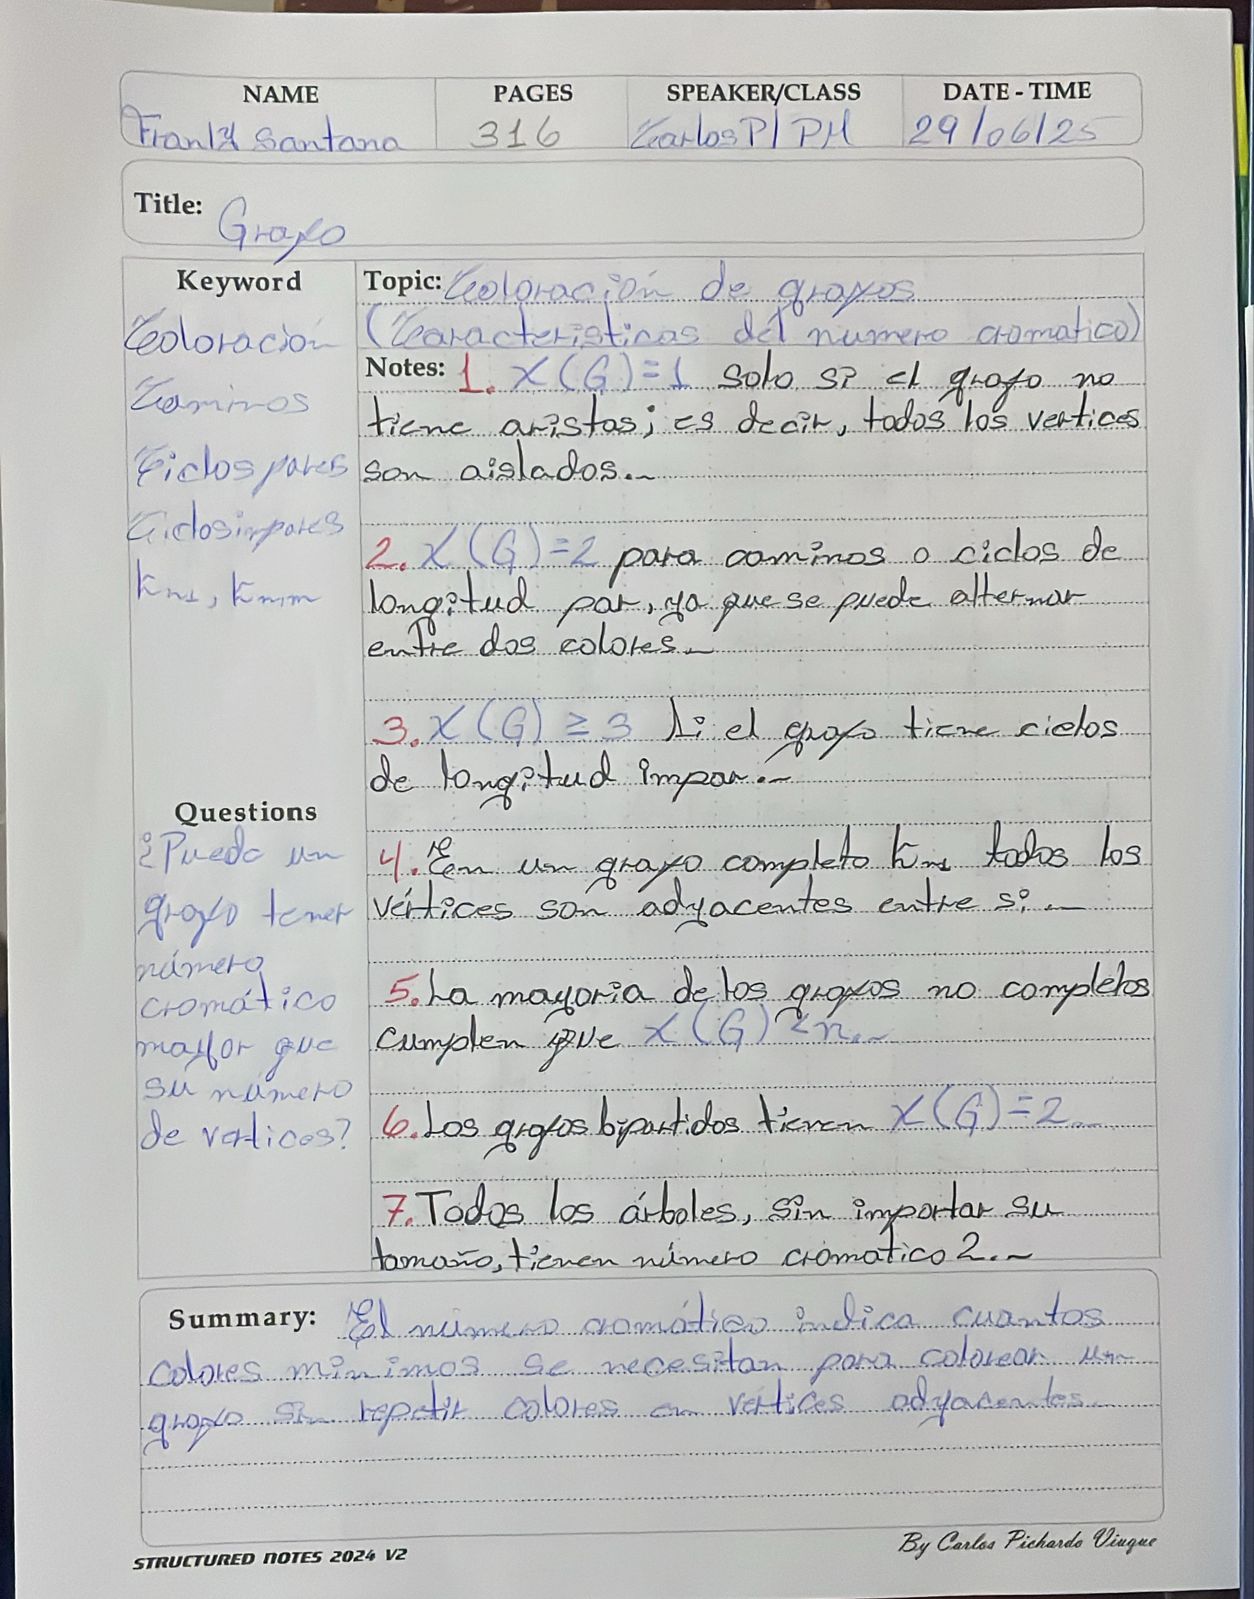 NAME PAGES SPEAKER/CLASS DATE - TIME
Frankly Santana 316 Carlos P/ PM 29/06/25
Title: Grafo
Keyword
Coloración
Caminos
Ciclos pares
Ciclos impares
Kn, Kn,m
Questions
¿Puede un
grafo tener
número
cromático
mayor que
su número
de vertices?
Topic: Coloración de grafos
(Caracteristicas del numero cromatico)
Notes: 1. X(G)=1 solo si el grafo no
tiene aristas; es decir, todos los vertices
son aislados.
2. X(G)=2 para caminos o ciclos de
longitud par, ya que se puede alternar
entre dos colores.
3. X(G) ≥ 3 Si el grafo tiene ciclos
de longitud impar.
4. En un grafo completo Kn todos los
vértices son adyacentes entre si.
5. La mayoria de los grafos no completos
cumplen que X(G) <n.
6. Los grafos bipartidos tienen X(G)=2.
7. Todos los árboles, sin importar su
tamaño, tienen número cromatico 2.
Summary: El número cromático indica cuantos
colores minimos se necesitan para colorear un
grafo sin repetir colores en vértices adyacentes.
STRUCTURED NOTES 2024 V2
By Carlos Pichardo Viuque